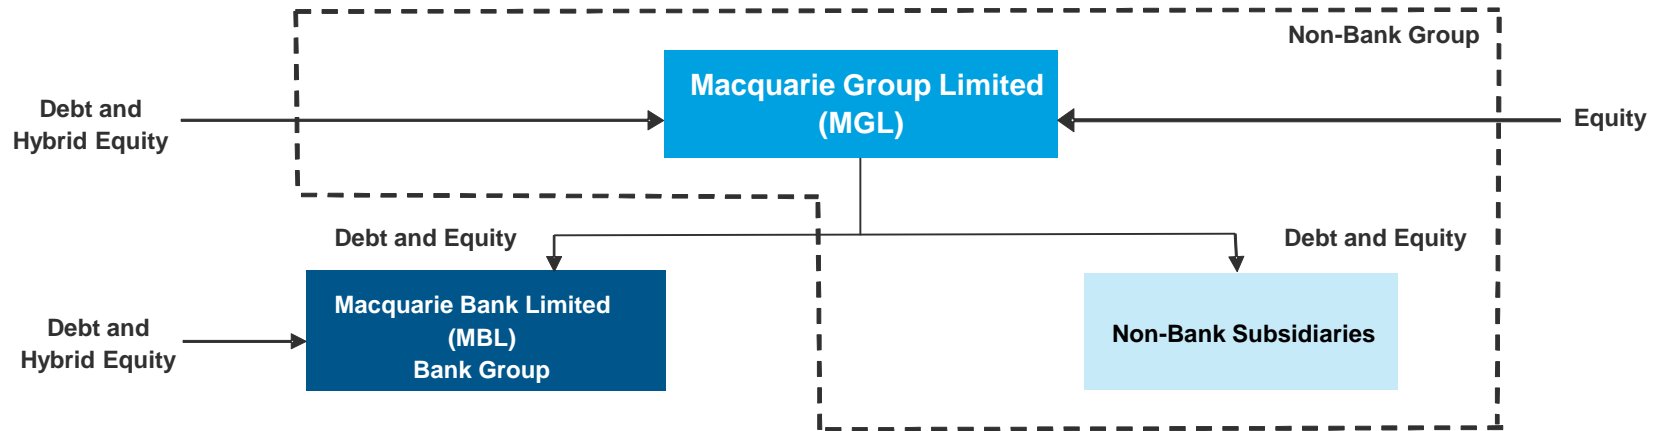 Non-Bank Group
Macquarie Group Limited
(MGL)
Debt and
Hybrid Equity
Equity
Debt and Equity
Debt and Equity
Macquarie Bank Limited
(MBL)
Bank Group
Debt and
Hybrid Equity
Non-Bank Subsidiaries